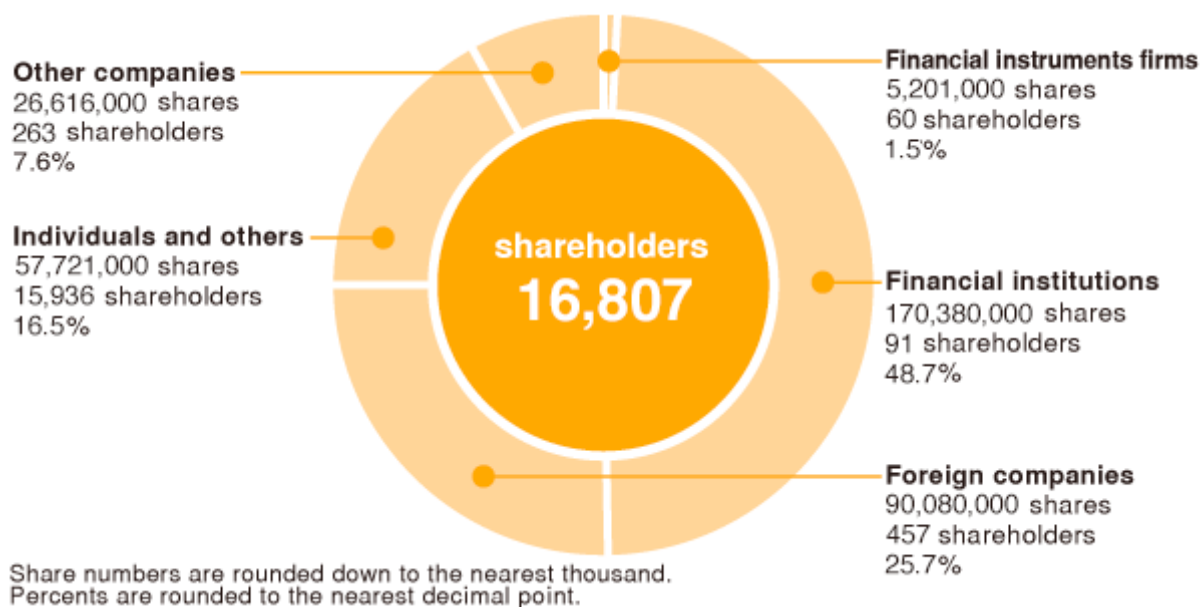 Other companies
26,616,000 shares
263 shareholders
7.6%
Individuals and others
57,721,000 shares
15,936 shareholders
16.5%
shareholders
16,807
Financial instruments firms
5,201,000 shares
60 shareholders
1.5%
Financial institutions
170,380,000 shares
91 shareholders
48.7%
Foreign companies
90,080,000 shares
457 shareholders
25.7%
Share numbers are rounded down to the nearest thousand.
Percents are rounded to the nearest decimal point.